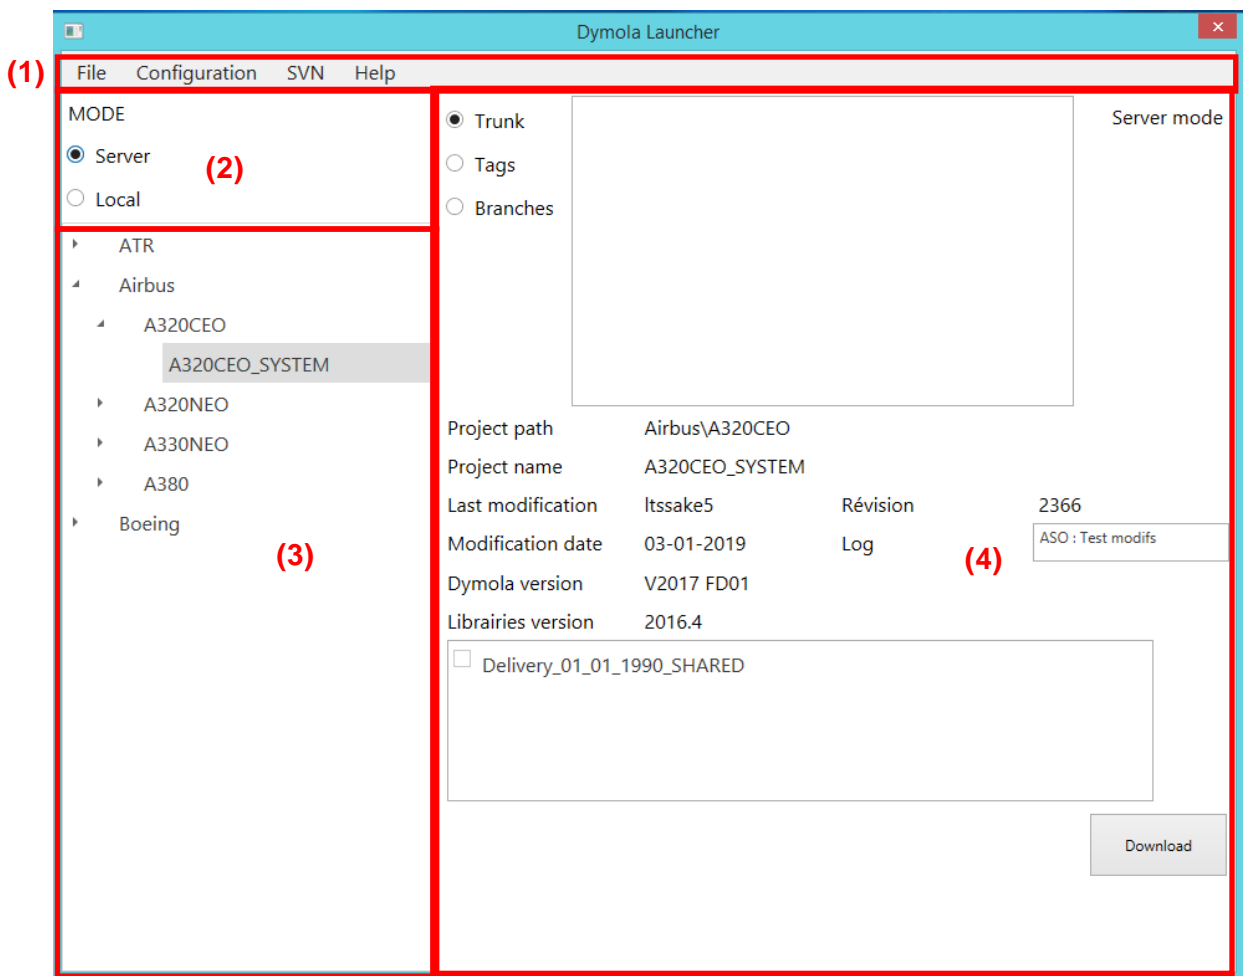 Dymola Launcher
(1)
File Configuration SVN Help
MODE
Server
Local
(2)
ATR
Airbus
A320CEO
A320CEO_SYSTEM
A320NEO
A330NEO
A380
Boeing
(3)
Trunk
Tags
Branches
Server mode
Project path Airbus\A320CEO
Project name A320CEO_SYSTEM
Last modification ltssake5 Révision 2366
Modification date 03-01-2019 Log ASO : Test modifs
(4)
Dymola version V2017 FD01
Librairies version 2016.4
Delivery_01_01_1990_SHARED
Download